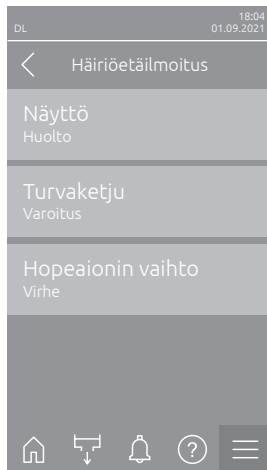 18:04
DL 01.09.2021
Häiriöetäilmoitus
Näyttö
Huolto
Turvaketju
Varoitus
Hopeaionin vaihto
Virhe
?